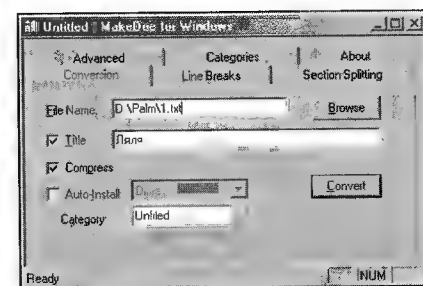 Untitled MakeDoc for Windows
Advanced Categories About
Conversion Line Breaks Section Splitting
File Name, D:\Palm\1.txt Browse
Title Ляля
Compress
Auto-Install Convert
Category Untiled
Ready NUM